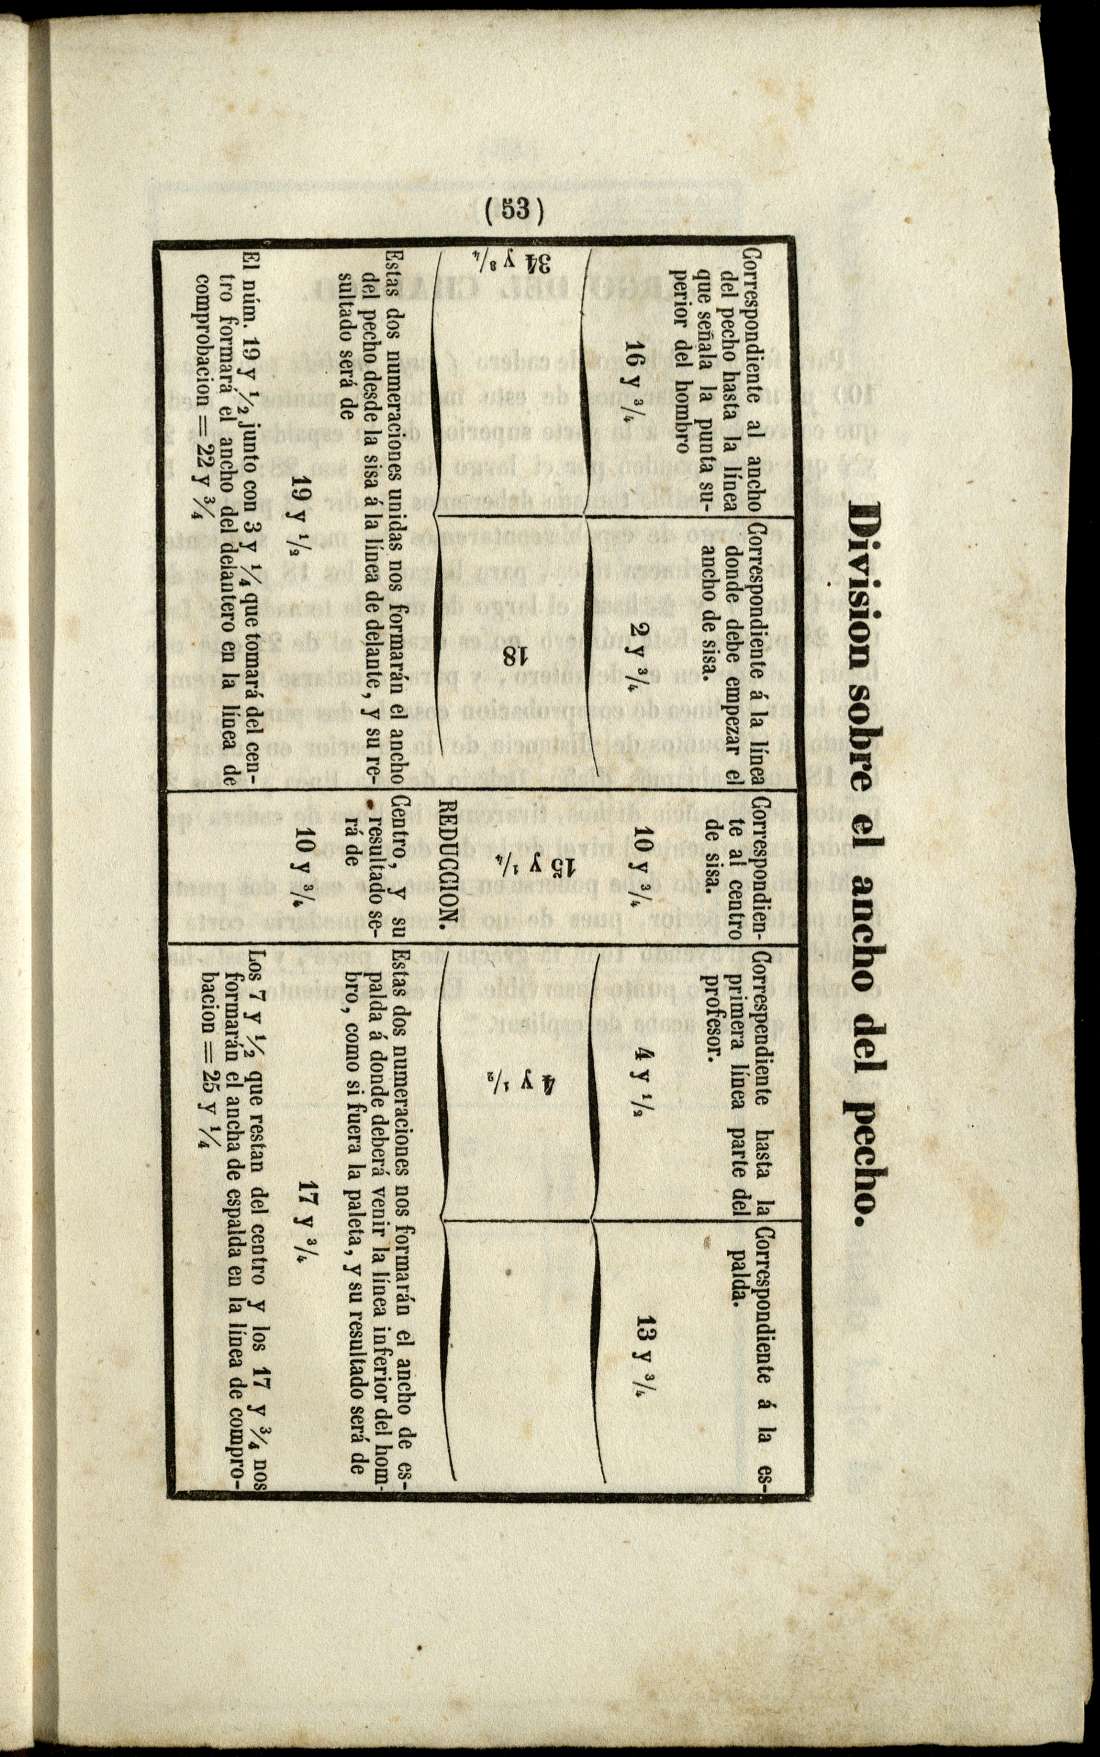 (53)
Division sobre el ancho del pecho.
Correspondiente al ancho
del pecho hasta la línea
que señala la punta su-
perior del hombro
16 y 3/4
Correspondiente á la línea
donde debe empezar el
ancho de sisa.
2 y 3/4
Correspondien-
te al centro
de sisa.
10 y 3/4
Correspendiente hasta la
primera línea parte del
profesor.
4 y 1/2
Correspondiente á la es-
palda.
13 y 3/4
34 y 3/4
18
15 y 1/4
4 y 1/2
REDUCCION.
Estas dos numeraciones unidas nos formarán el ancho
del pecho desde la sisa á la línea de delante, y su re-
sultado será de
19 y 1/2
Centro, y su
resultado se-
rá de
10 y 3/4
Estas dos numeraciones nos formarán el ancho de es-
palda á donde deberá venir la línea inferior del hom-
bro, como si fuera la paleta, y su resultado será de
17 y 3/4
El núm. 19 y 1/2 junto con 3 y 1/4 que tomará del cen-
tro formará el ancho del delantero en la línea de
comprobacion = 22 y 3/4
Los 7 y 1/2 que restan del centro y los 17 y 3/4 nos
formarán el ancha de espalda en la línea de compro-
bacion = 25 y 1/4